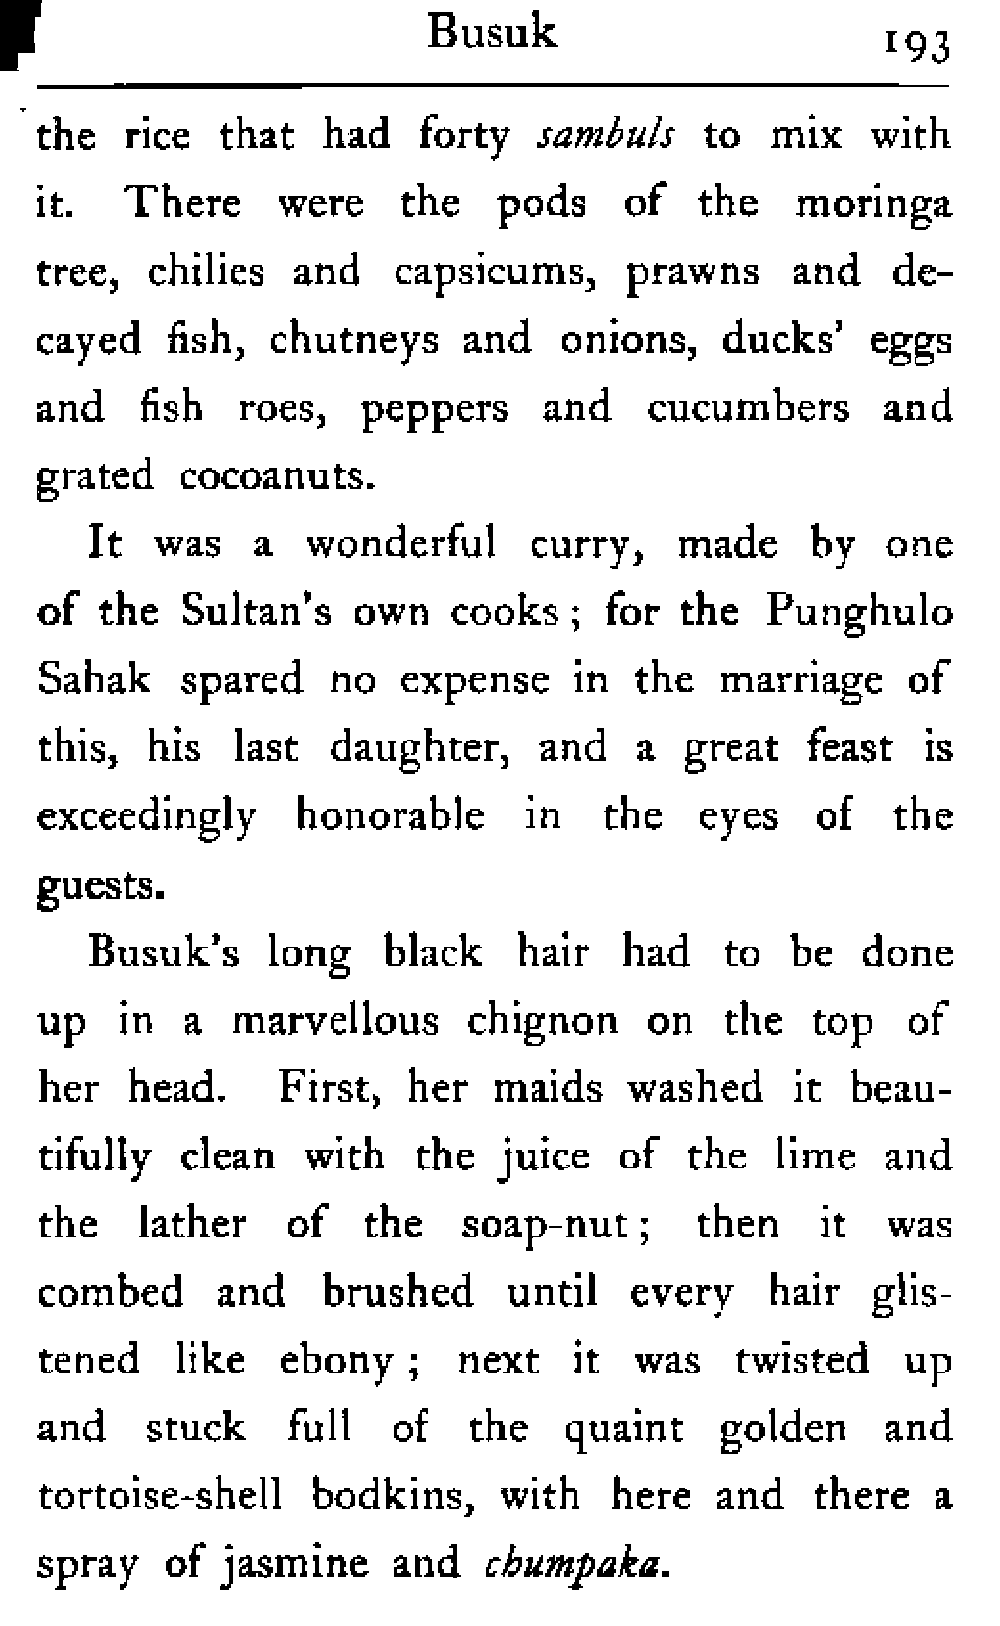 Busuk 193
the rice that had forty sambuls to mix with
it. There were the pods of the moringa
tree, chilies and capsicums, prawns and de-
cayed fish, chutneys and onions, ducks' eggs
and fish roes, peppers and cucumbers and
grated cocoanuts.
It was a wonderful curry, made by one
of the Sultan's own cooks; for the Punghulo
Sahak spared no expense in the marriage of
this, his last daughter, and a great feast is
exceedingly honorable in the eyes of the
guests.
Busuk's long black hair had to be done
up in a marvellous chignon on the top of
her head. First, her maids washed it beau-
tifully clean with the juice of the lime and
the lather of the soap-nut; then it was
combed and brushed until every hair glis-
tened like ebony; next it was twisted up
and stuck full of the quaint golden and
tortoise-shell bodkins, with here and there a
spray of jasmine and chumpaka.